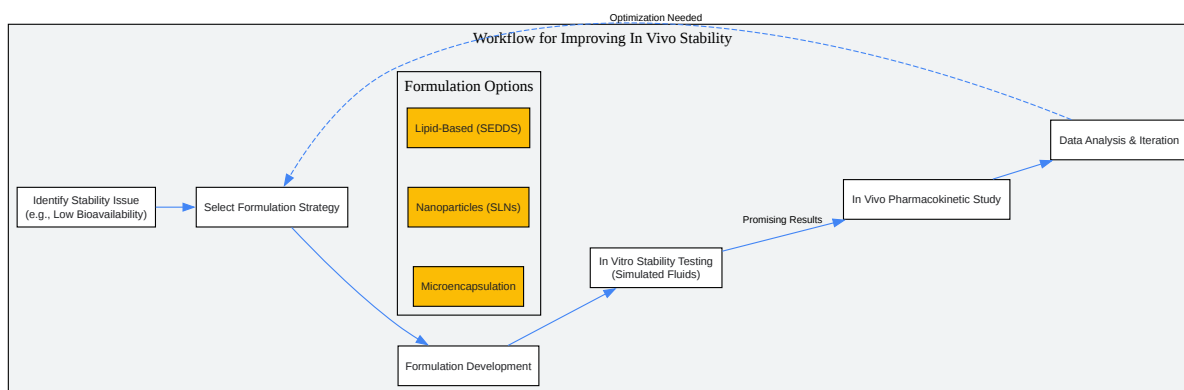 Optimization Needed
Workflow for Improving In Vivo Stability
Formulation Options
Lipid-Based (SEDDS)
Nanoparticles (SLNs)
Microencapsulation
Identify Stability Issue
(e.g., Low Bioavailability)
Select Formulation Strategy
Formulation Development
In Vitro Stability Testing
(Simulated Fluids)
Promising Results
In Vivo Pharmacokinetic Study
Data Analysis & Iteration